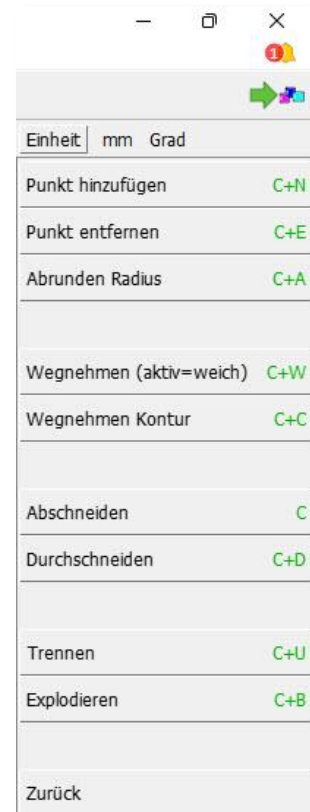 1
Einheit mm Grad
Punkt hinzufügen C+N
Punkt entfernen C+E
Abrunden Radius C+A
Wegnehmen (aktiv=weich) C+W
Wegnehmen Kontur C+C
Abschneiden C
Durchschneiden C+D
Trennen C+U
Explodieren C+B
Zurück